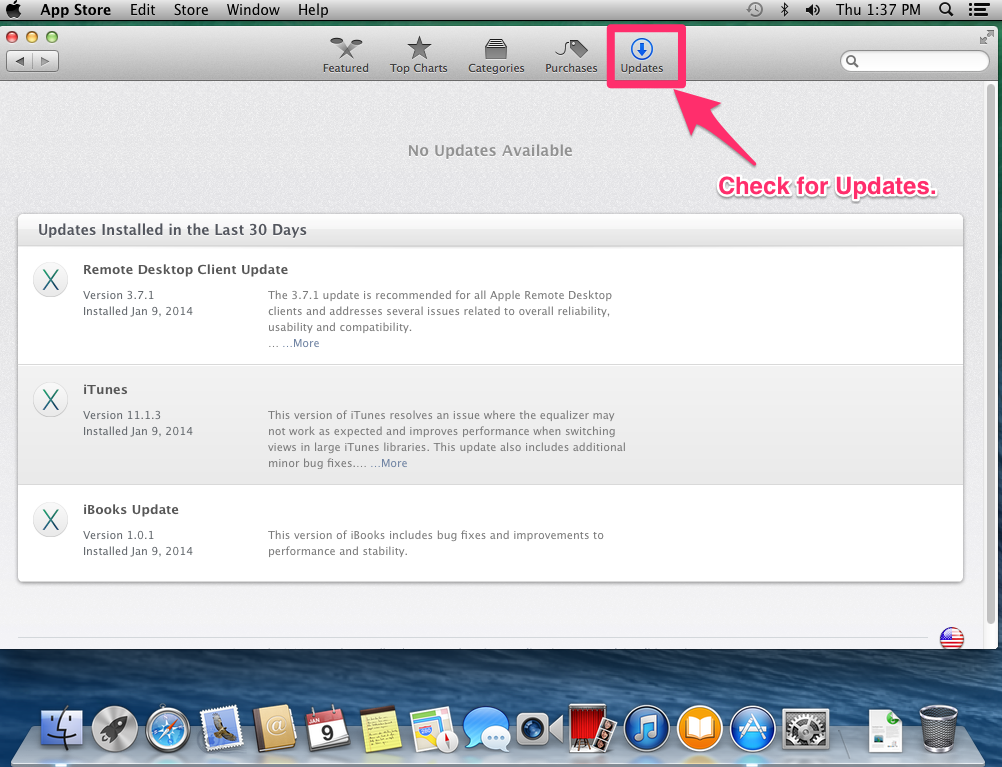 App Store Edit Store Window Help Thu 1:37 PM
Featured Top Charts Categories Purchases Updates
No Updates Available
Check for Updates.
Updates Installed in the Last 30 Days
Remote Desktop Client Update
Version 3.7.1
Installed Jan 9, 2014
The 3.7.1 update is recommended for all Apple Remote Desktop
clients and addresses several issues related to overall reliability,
usability and compatibility.
... ...More
iTunes
Version 11.1.3
Installed Jan 9, 2014
This version of iTunes resolves an issue where the equalizer may
not work as expected and improves performance when switching
views in large iTunes libraries. This update also includes additional
minor bug fixes.... ...More
iBooks Update
Version 1.0.1
Installed Jan 9, 2014
This version of iBooks includes bug fixes and improvements to
performance and stability.
@
JAN
9
280